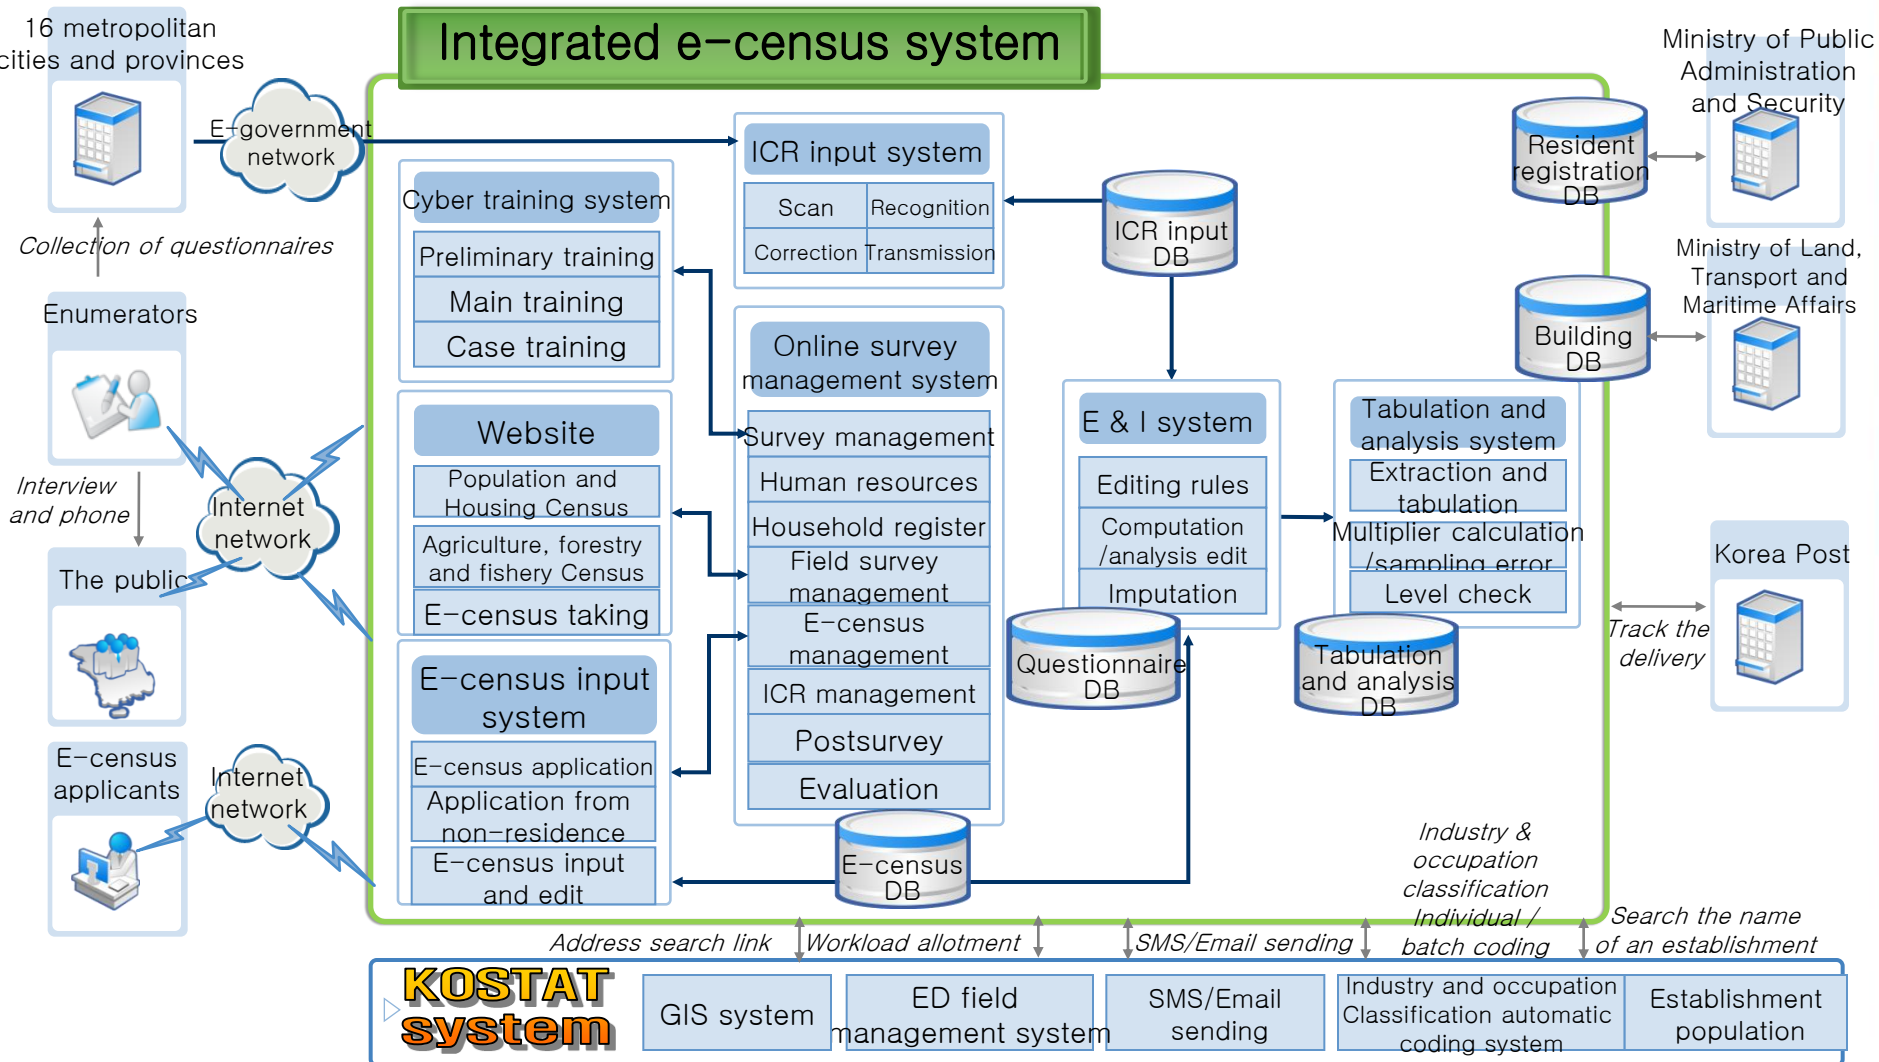 Integrated e-census system
16 metropolitan
cities and provinces
E-government
network
Collection of questionnaires
Enumerators
Interview
and phone
Internet
network
The public
E-census
applicants
Internet
network
Cyber training system
Preliminary training
Main training
Case training
Website
Population and
Housing Census
Agriculture, forestry
and fishery Census
E-census taking
E-census input
system
E-census application
Application from
non-residence
E-census input
and edit
ICR input system
Scan
Recognition
Correction
Transmission
Online survey
management system
Survey management
Human resources
Household register
Field survey
management
E-census
management
ICR management
Postsurvey
Evaluation
E-census
DB
ICR input
DB
E & I system
Editing rules
Computation
/analysis edit
Imputation
Questionnaire
DB
Tabulation and
analysis system
Extraction and
tabulation
Multiplier calculation
/sampling error
Level check
Tabulation
and analysis
DB
Resident
registration
DB
Building
DB
Ministry of Public
Administration
and Security
Ministry of Land,
Transport and
Maritime Affairs
Korea Post
Track the
delivery
Address search link
Workload allotment
SMS/Email sending
Industry &
occupation
classification
Individual /
batch coding
Search the name
of an establishment
KOSTAT
system
GIS system
ED field
management system
SMS/Email
sending
Industry and occupation
Classification automatic
coding system
Establishment
population